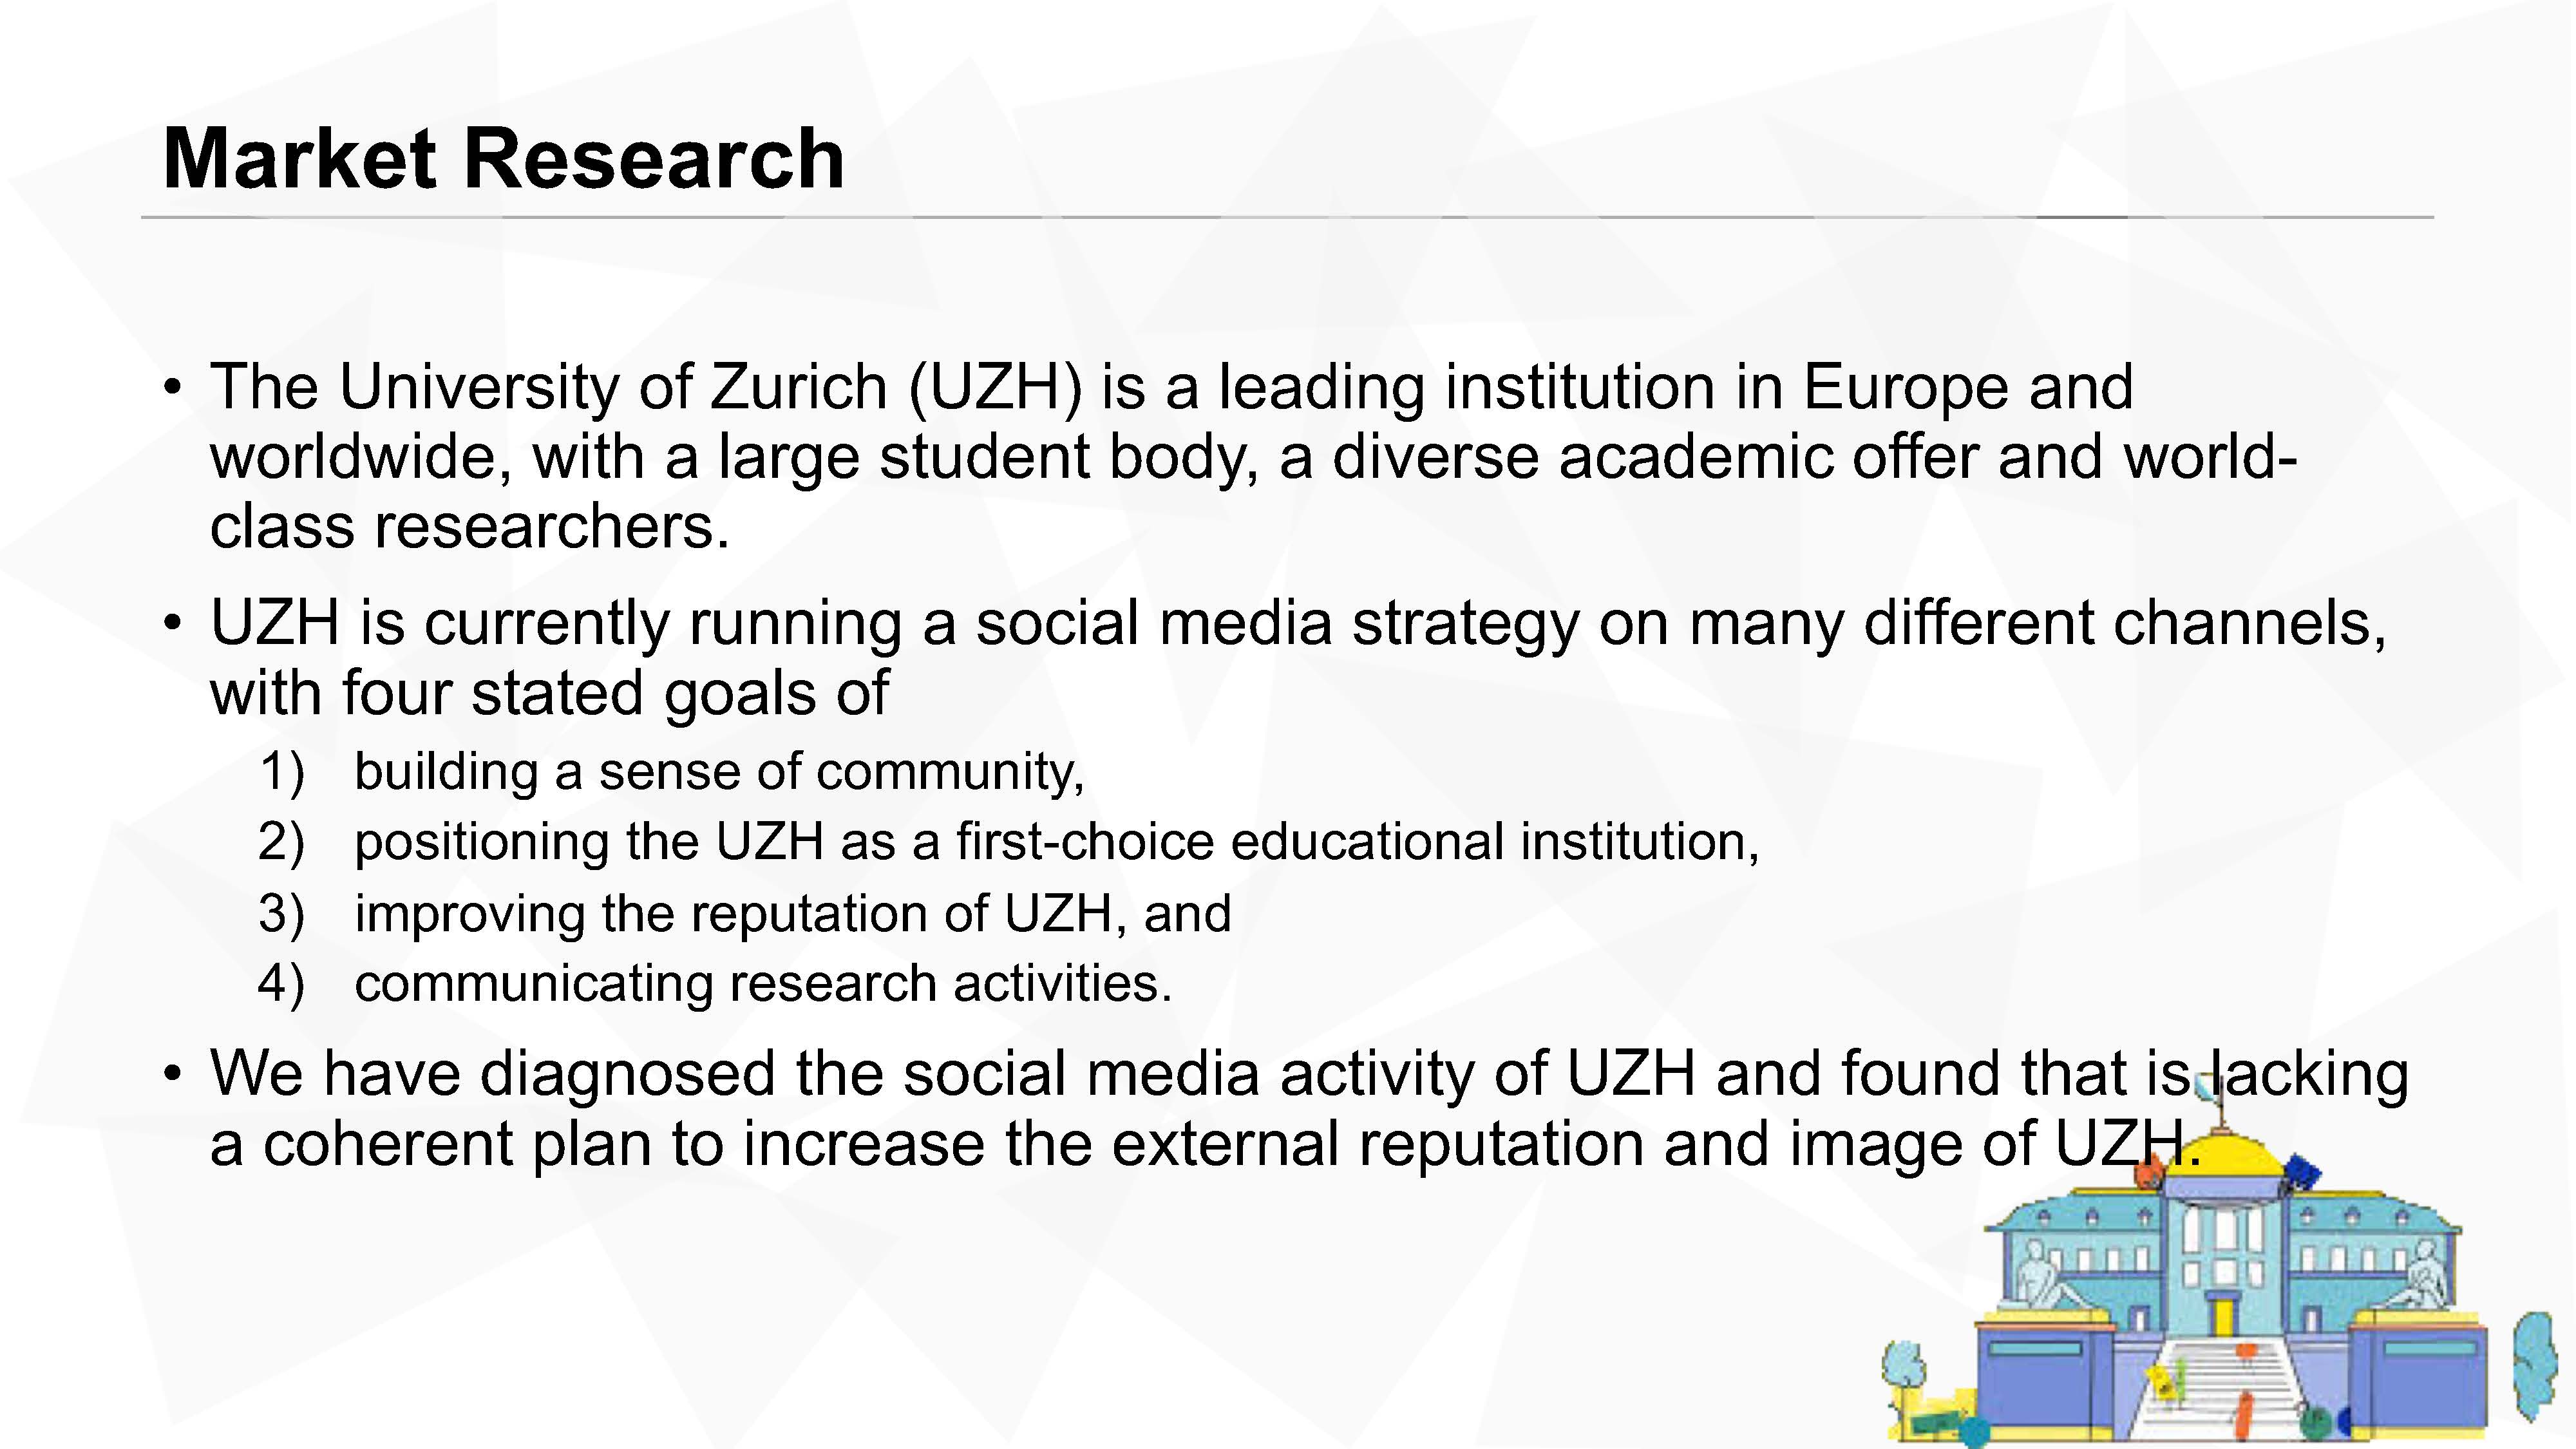 Market Research
• The University of Zurich (UZH) is a leading institution in Europe and
worldwide, with a large student body, a diverse academic offer and world-
class researchers.
• UZH is currently running a social media strategy on many different channels,
with four stated goals of
1) building a sense of community,
2) positioning the UZH as a first-choice educational institution,
3) improving the reputation of UZH, and
4) communicating research activities.
• We have diagnosed the social media activity of UZH and found that is lacking
a coherent plan to increase the external reputation and image of UZH.